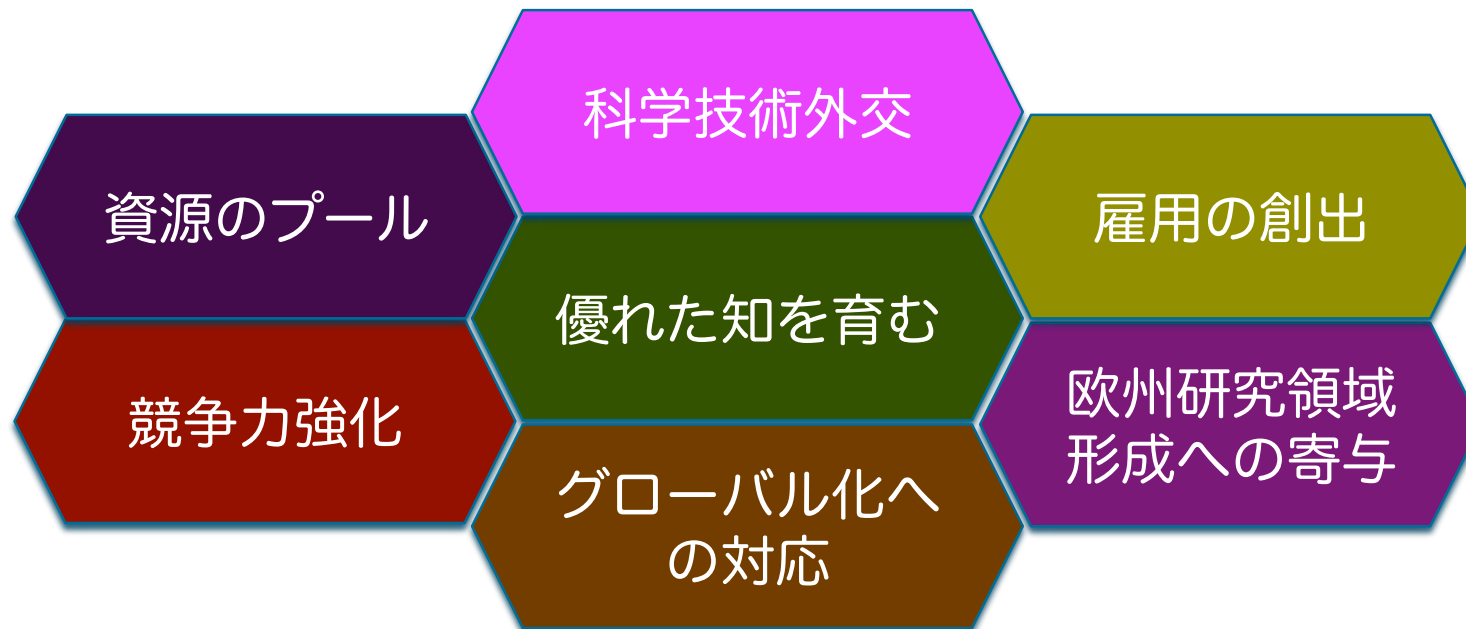 科学技術外交
資源のプール
雇用の創出
優れた知を育む
競争力強化
欧州研究領域
形成への寄与
グローバル化へ
の対応